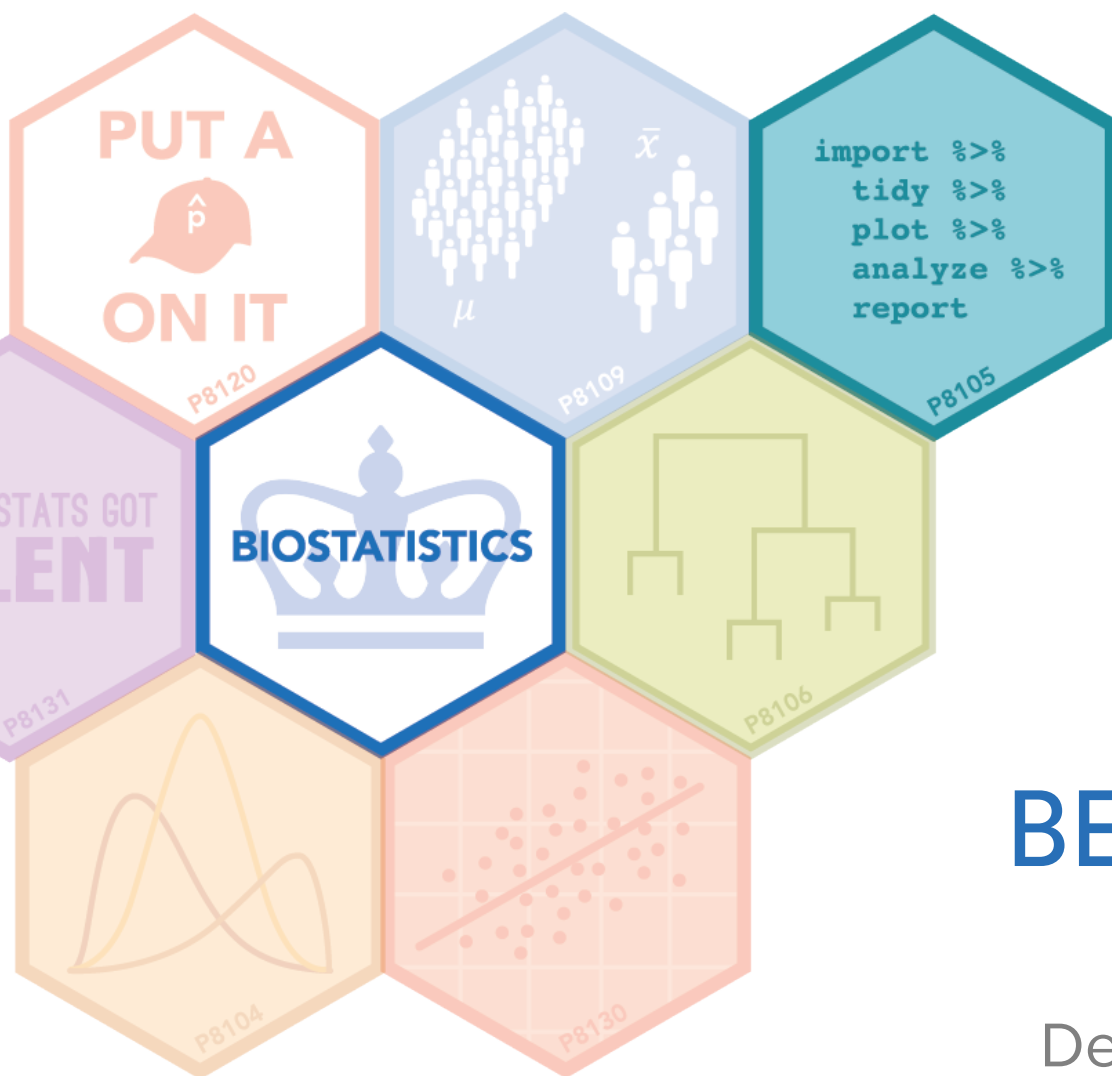 PUT A
p̂
ON IT
P8120
x̄
μ
P8109
import %>%
tidy %>%
plot %>%
analyze %>%
report
P8105
STATS GOT
LENT
P8131
BIOSTATISTICS
P8106
P8104
P8130
BE
De